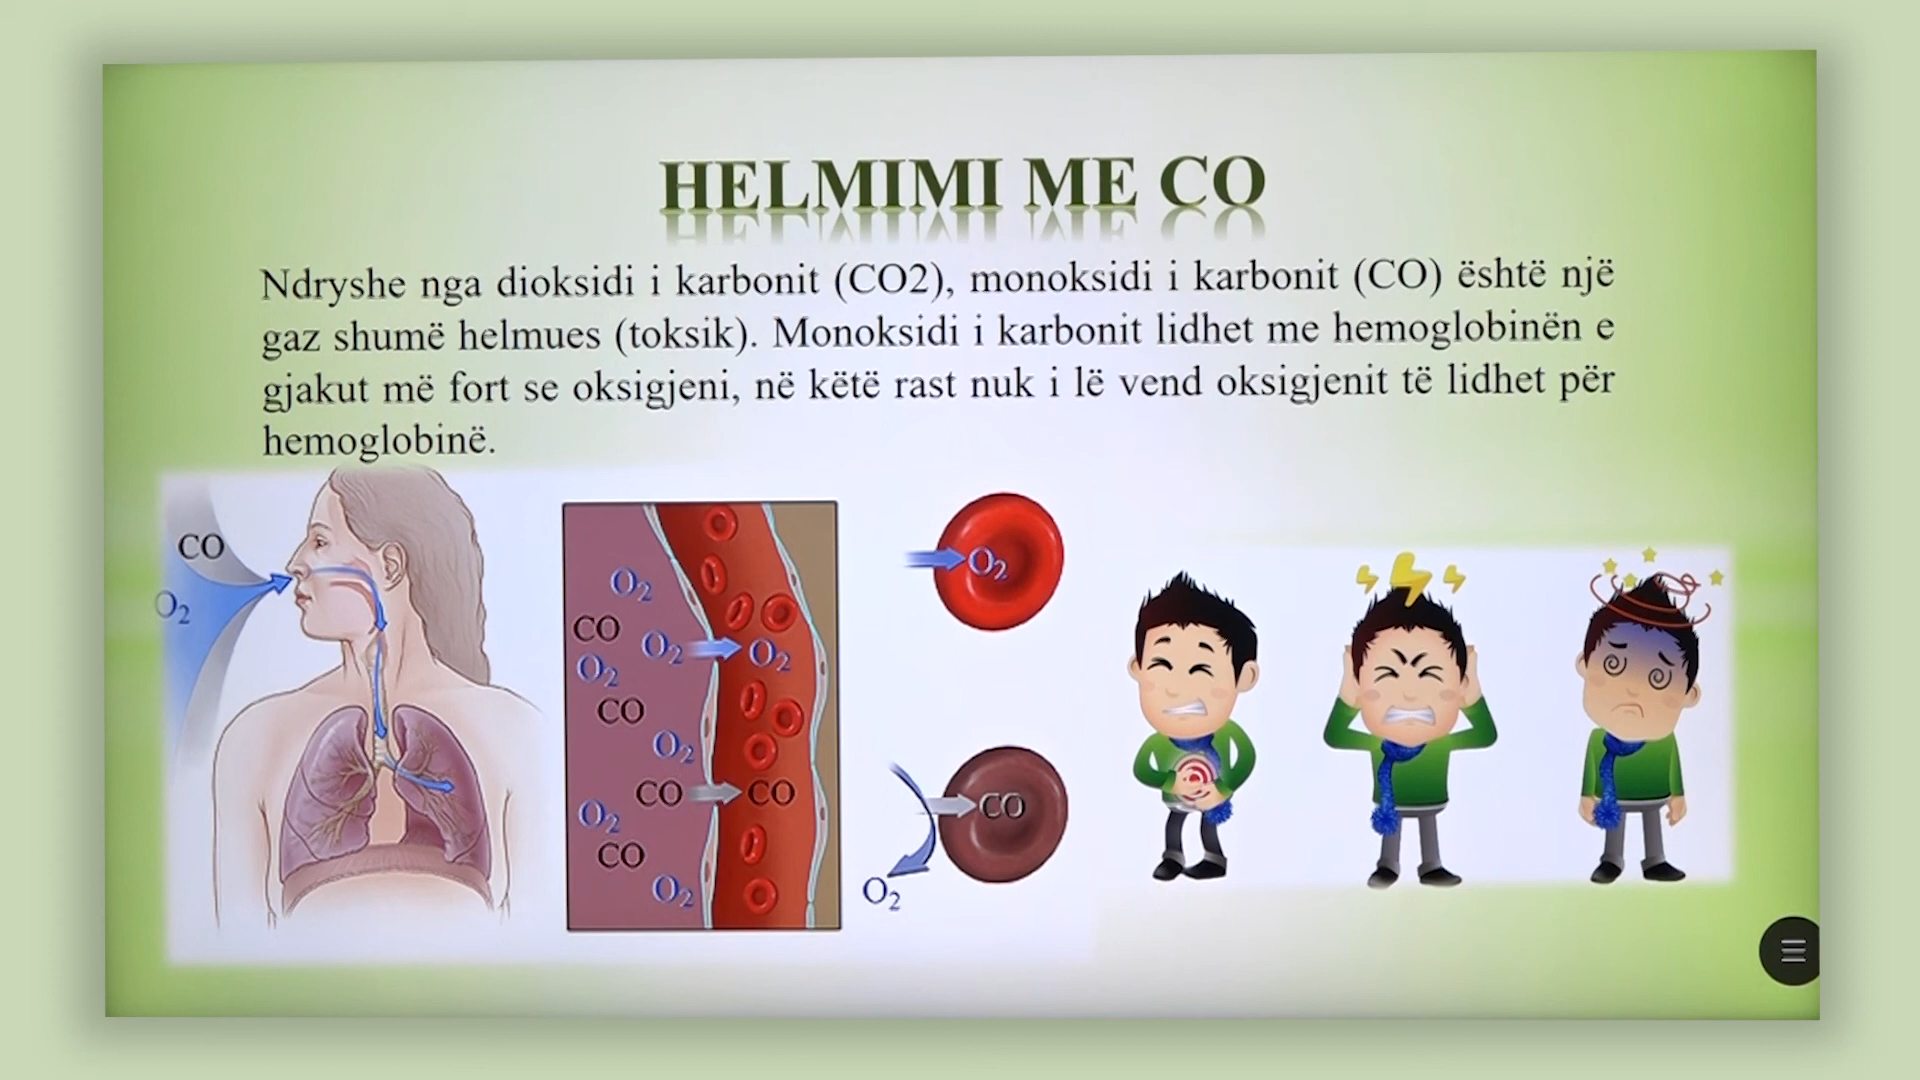 HELMIMI ME CO
Ndryshe nga dioksidi i karbonit (CO2), monoksidi i karbonit (CO) është një
gaz shumë helmues (toksik). Monoksidi i karbonit lidhet me hemoglobinën e
gjakut më fort se oksigjeni, në këtë rast nuk i lë vend oksigjenit të lidhet për
hemoglobinë.
CO
O2
O2
CO
O2
O2
O2
CO
O2
CO
CO
O2
CO
O2
O2
CO
O2